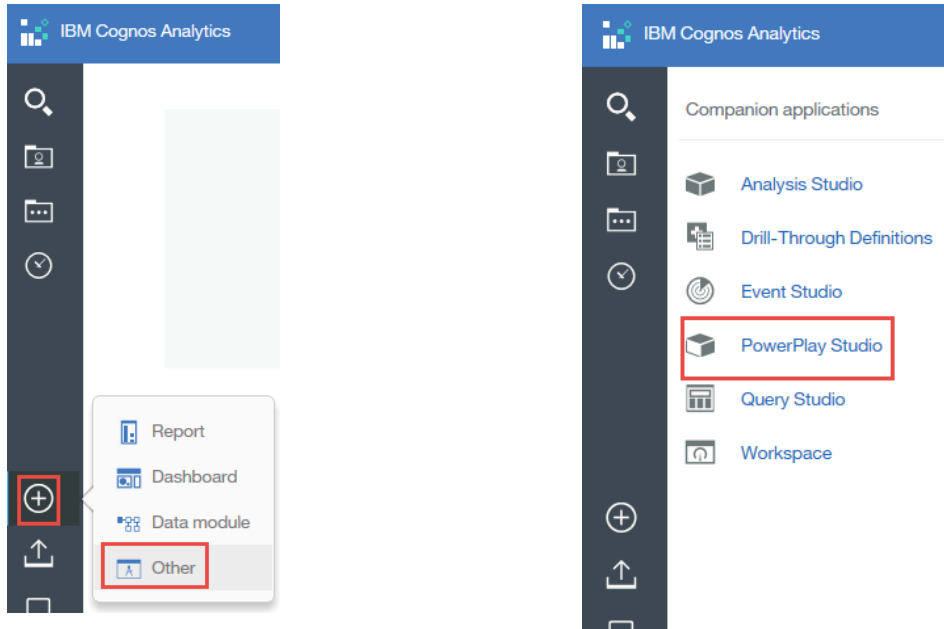 IBM Cognos Analytics
Report
Dashboard
Data module
Other
IBM Cognos Analytics
Companion applications
Analysis Studio
Drill-Through Definitions
Event Studio
PowerPlay Studio
Query Studio
Workspace